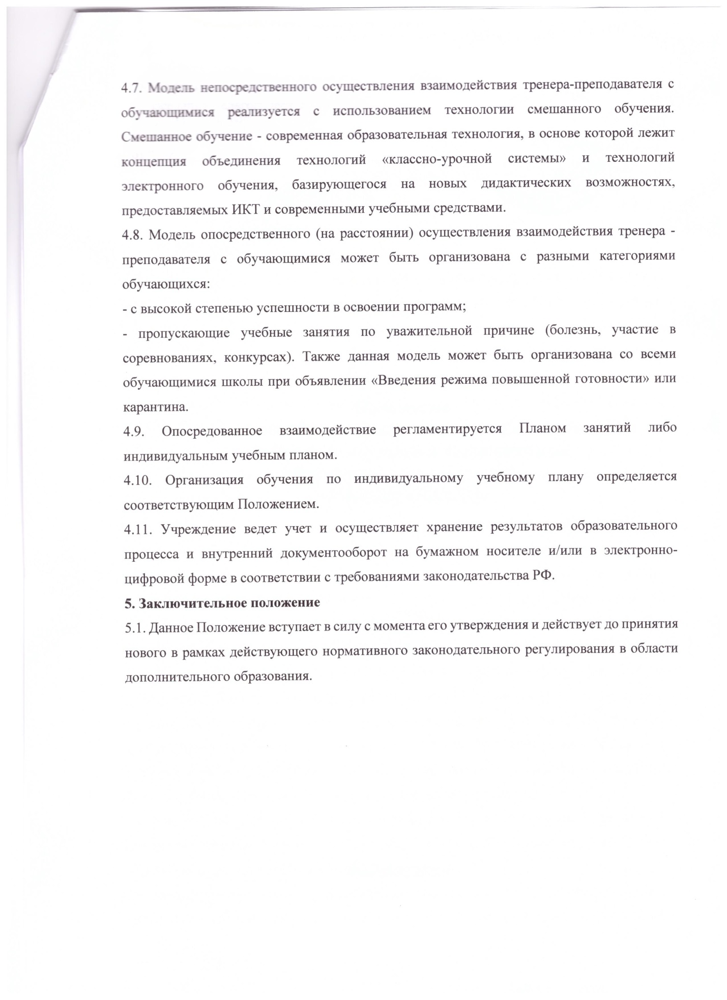 4.7. Модель непосредственного осуществления взаимодействия тренера-преподавателя с
обучающимися реализуется с использованием технологии смешанного обучения.
Смешанное обучение - современная образовательная технология, в основе которой лежит
концепция объединения технологий «классно-урочной системы» и технологий
электронного обучения, базирующегося на новых дидактических возможностях,
предоставляемых ИКТ и современными учебными средствами.
4.8. Модель опосредственного (на расстоянии) осуществления взаимодействия тренера -
преподавателя с обучающимися может быть организована с разными категориями
обучающихся:
- с высокой степенью успешности в освоении программ;
- пропускающие учебные занятия по уважительной причине (болезнь, участие в
соревнованиях, конкурсах). Также данная модель может быть организована со всеми
обучающимися школы при объявлении «Введения режима повышенной готовности» или
карантина.
4.9. Опосредованное взаимодействие регламентируется Планом занятий либо
индивидуальным учебным планом.
4.10. Организация обучения по индивидуальному учебному плану определяется
соответствующим Положением.
4.11. Учреждение ведет учет и осуществляет хранение результатов образовательного
процесса и внутренний документооборот на бумажном носителе и/или в электронно-
цифровой форме в соответствии с требованиями законодательства РФ.
5. Заключительное положение
5.1. Данное Положение вступает в силу с момента его утверждения и действует до принятия
нового в рамках действующего нормативного законодательного регулирования в области
дополнительного образования.